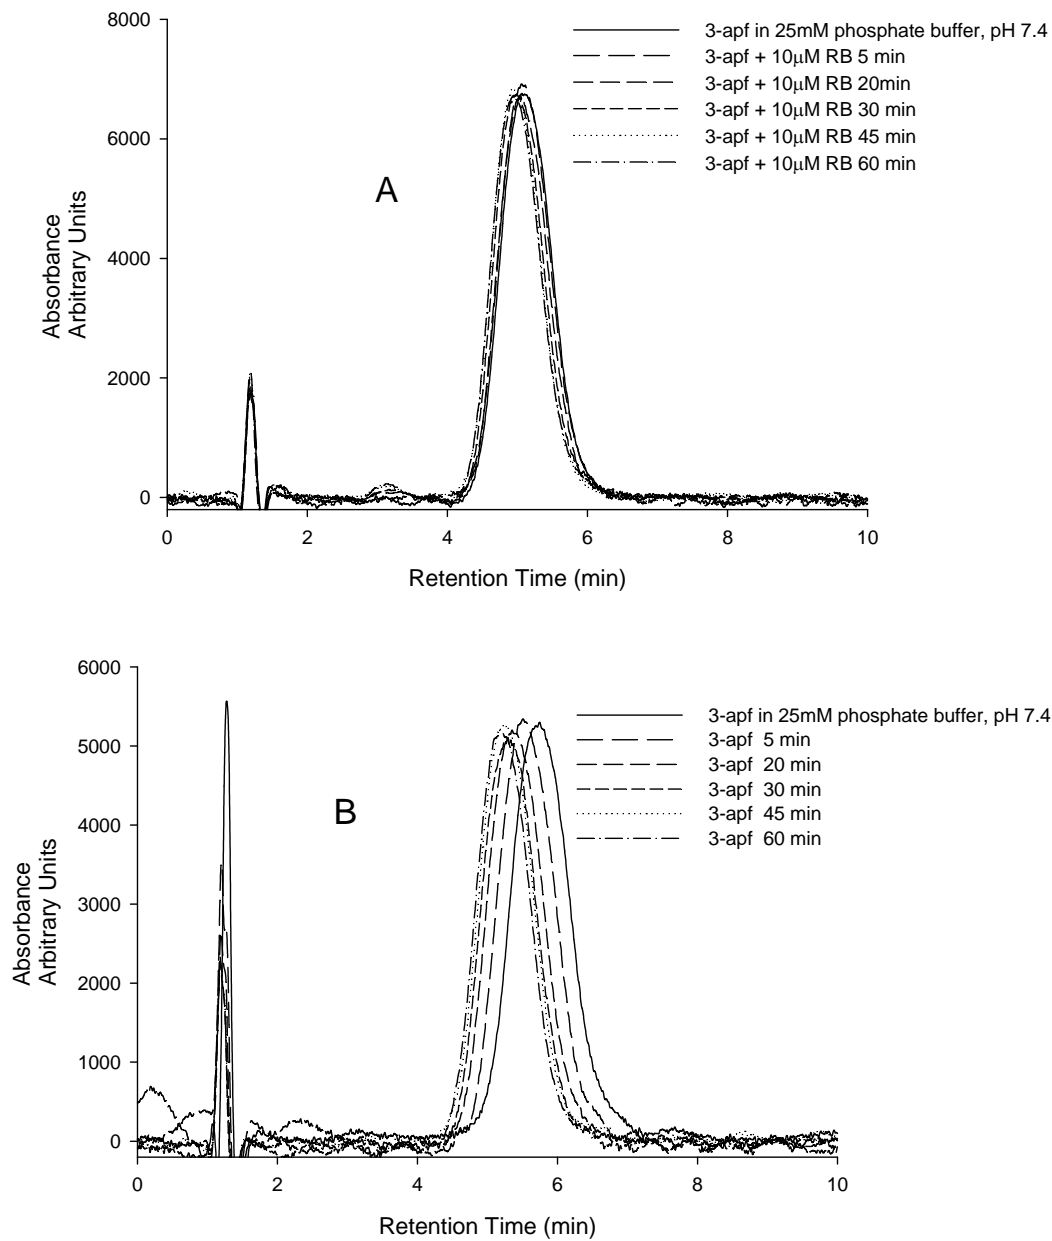 8000
6000
4000
2000
0
Absorbance
Arbitrary Units
A
3-apf in 25mM phosphate buffer, pH 7.4
3-apf + 10μM RB 5 min
3-apf + 10μM RB 20min
3-apf + 10μM RB 30 min
3-apf + 10μM RB 45 min
3-apf + 10μM RB 60 min
0 2 4 6 8 10
Retention Time (min)
6000
5000
4000
3000
2000
1000
0
Absorbance
Arbitrary Units
B
3-apf in 25mM phosphate buffer, pH 7.4
3-apf 5 min
3-apf 20 min
3-apf 30 min
3-apf 45 min
3-apf 60 min
0 2 4 6 8 10
Retention Time (min)